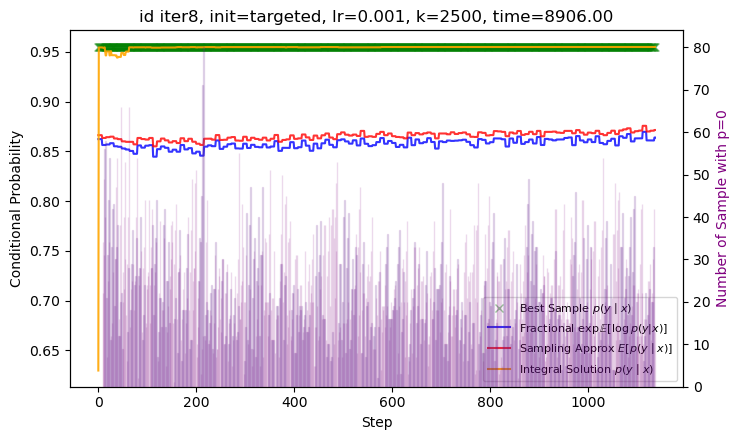 id iter8, init=targeted, lr=0.001, k=2500, time=8906.00
Conditional Probability
0.95
0.90
0.85
0.80
0.75
0.70
0.65
80
70
60
50
40
30
20
10
0
Number of Sample with p=0
Best Sample p(y | x)
Fractional exp𝔼[log p(y|x)]
Sampling Approx E[p(y | x)]
Integral Solution p(y | x)
0 200 400 600 800 1000
Step